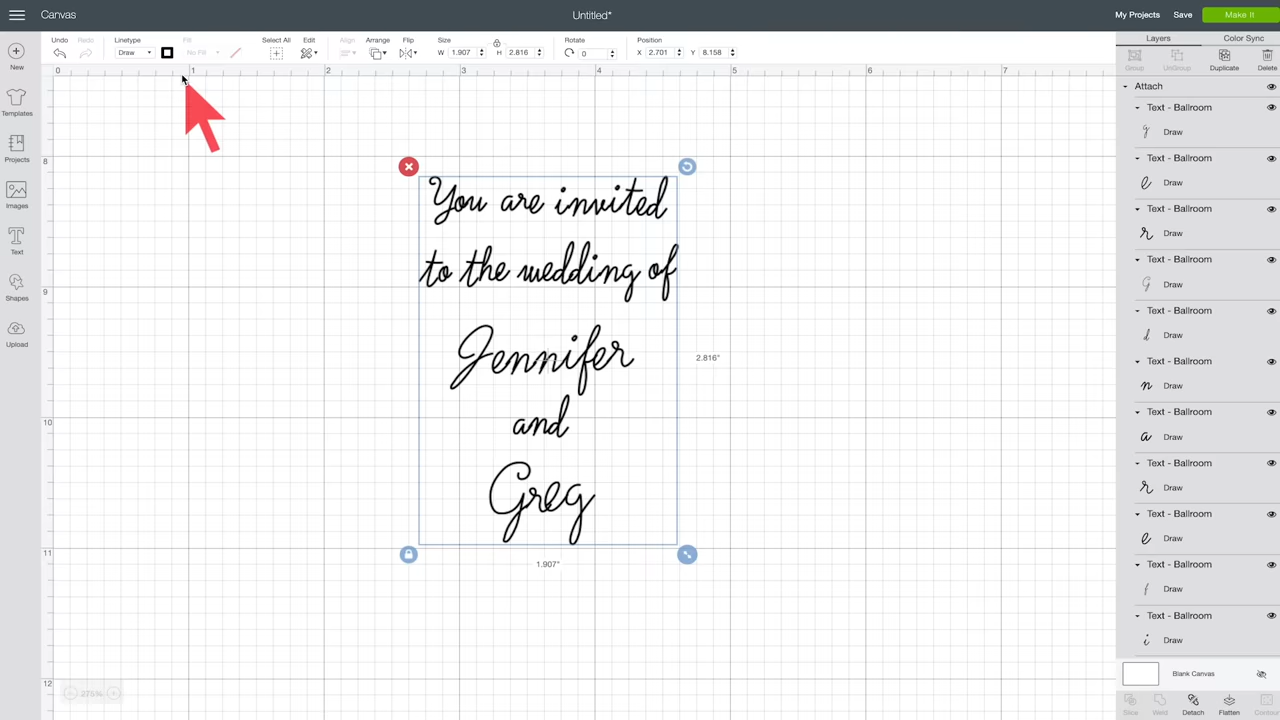 Canvas
Untitled*
My Projects Save Make It
Undo Redo Linetype Fill Select All Edit Align Arrange Flip Size Rotate Position
Draw No Fill W 1.907 H 2.816 0 X 2.701 Y 8.158
Layers Color Sync
Group UnGroup Duplicate Delete
0 1 2 3 4 5 6 7
8
9
10
11
12
New
Templates
Projects
Images
Text
Shapes
Upload
You are invited
to the wedding of
Jennifer
and
Greg
2.816"
1.907"
275%
Attach
Text - Ballroom
g Draw
Text - Ballroom
e Draw
Text - Ballroom
r Draw
Text - Ballroom
G Draw
Text - Ballroom
d Draw
Text - Ballroom
n Draw
Text - Ballroom
a Draw
Text - Ballroom
r Draw
Text - Ballroom
e Draw
Text - Ballroom
f Draw
Text - Ballroom
i Draw
Blank Canvas
Slice Weld Detach Flatten Contour